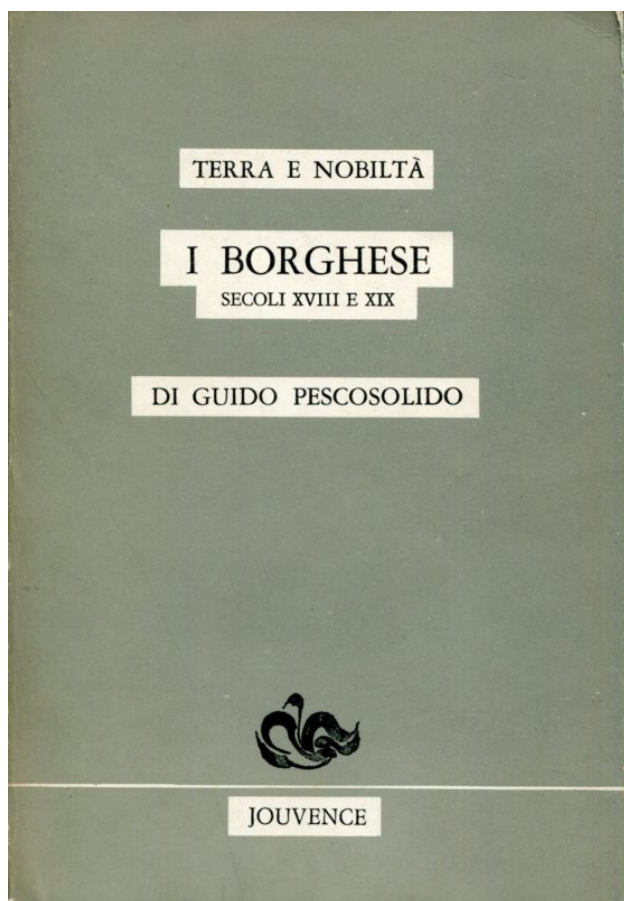 TERRA E NOBILTÀ
I BORGHESE
SECOLI XVIII E XIX
DI GUIDO PESCOSOLIDO
JOUVENCE